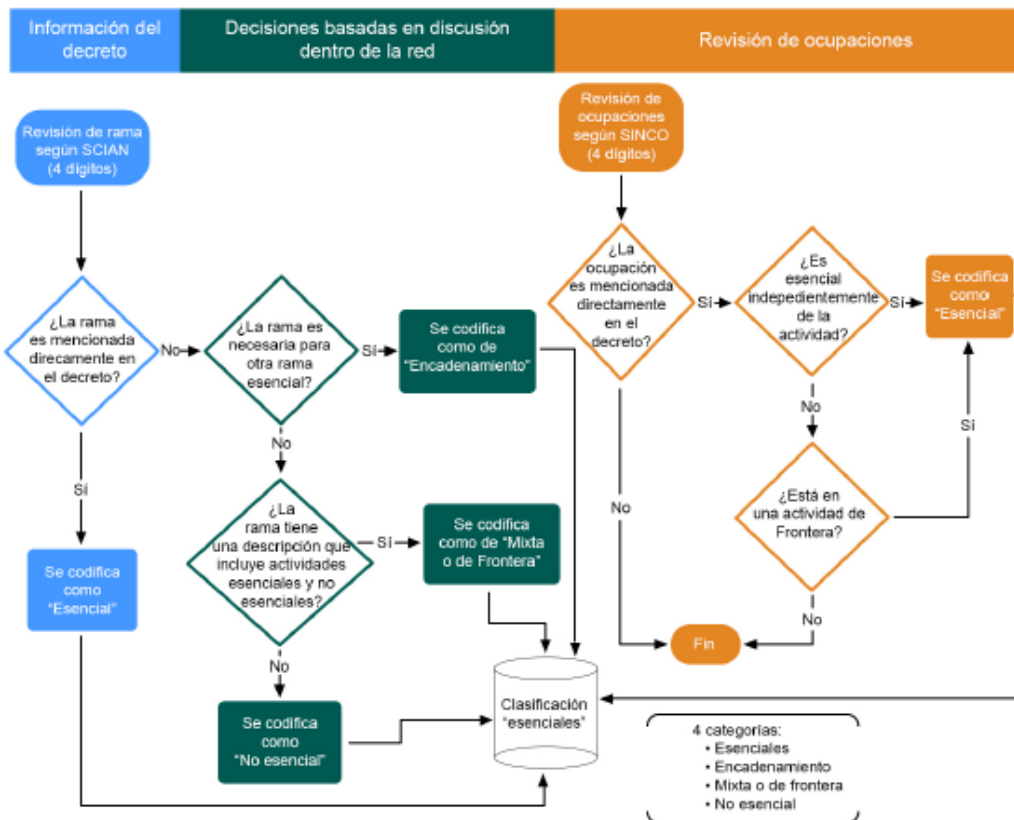 Información del
decreto
Decisiones basadas en discusión
dentro de la red
Revisión de ocupaciones
Revisión de rama
según SCIAN
(4 dígitos)
¿La rama
es mencionada
direcamente en
el decreto?
No
Sí
Se codifica
como
“Esencial”
¿La rama es
necesaria para
otra rama
esencial?
Sí
Se codifica
como de
“Encadenamiento”
No
¿La
rama tiene
una descripción que
incluye actividades
esenciales y no
esenciales?
Sí
Se codifica
como de “Mixta
o de Frontera”
No
Se codifica
como
“No esencial”
Clasificación
“esenciales”
Revisión de
ocupaciones
según SINCO
(4 dígitos)
¿La
ocupación
es mencionada
directamente
en el
decreto?
Sí
No
¿Es
esencial
indepedientemente
de la
actividad?
Sí
Se codifica
como
“Esencial”
No
¿Está en
una actividad de
Frontera?
Sí
No
Fin
4 categorías:
• Esenciales
• Encadenamiento
• Mixta o de frontera
• No esencial